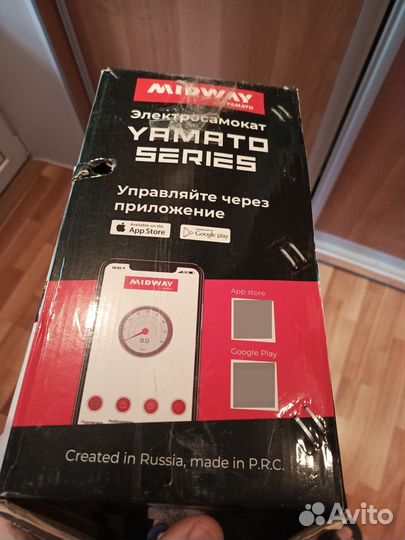 MIDWAY
YAMATO
Электросамокат
YAMATO
SERIES
Управляйте через
приложение
App Store
Google play
MIDWAY
0.0
App store
Google Play
Created in Russia, made in P.R.C.
Avito